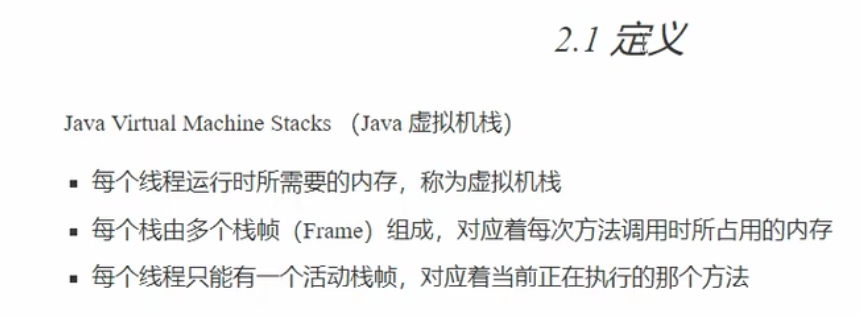 2.1 定义
Java Virtual Machine Stacks （Java 虚拟机栈）
▪ 每个线程运行时所需要的内存，称为虚拟机栈
▪ 每个栈由多个栈帧（Frame）组成，对应着每次方法调用时所占用的内存
▪ 每个线程只能有一个活动栈帧，对应着当前正在执行的那个方法